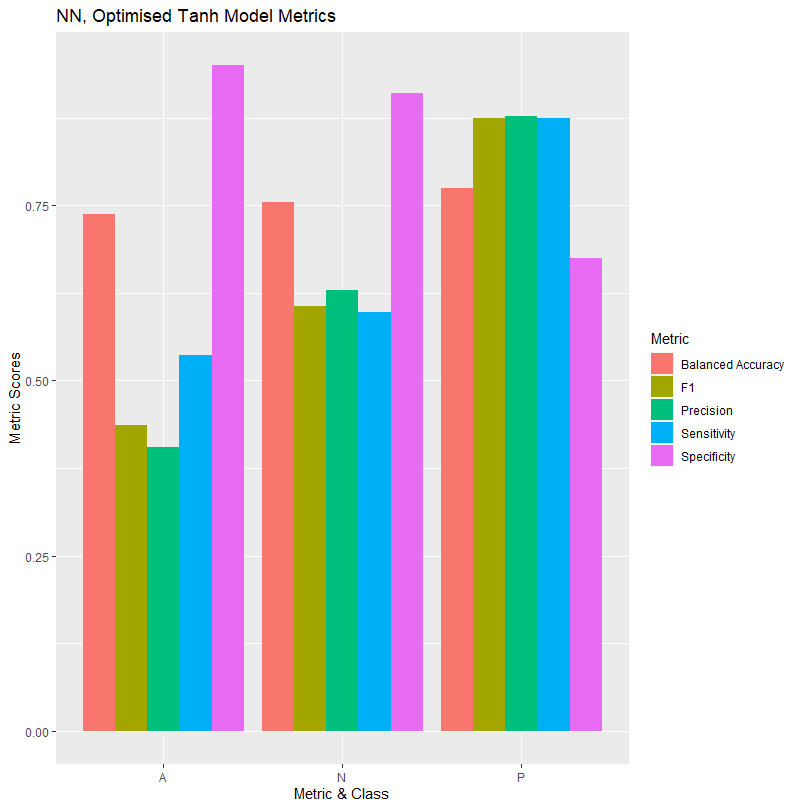 NN, Optimised Tanh Model Metrics
Metric Scores
0.75
0.50
0.25
0.00
A N P
Metric & Class
Metric
Balanced Accuracy
F1
Precision
Sensitivity
Specificity